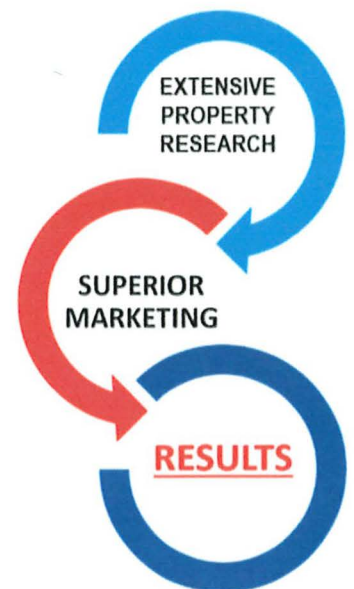 EXTENSIVE
PROPERTY
RESEARCH
SUPERIOR
MARKETING
RESULTS